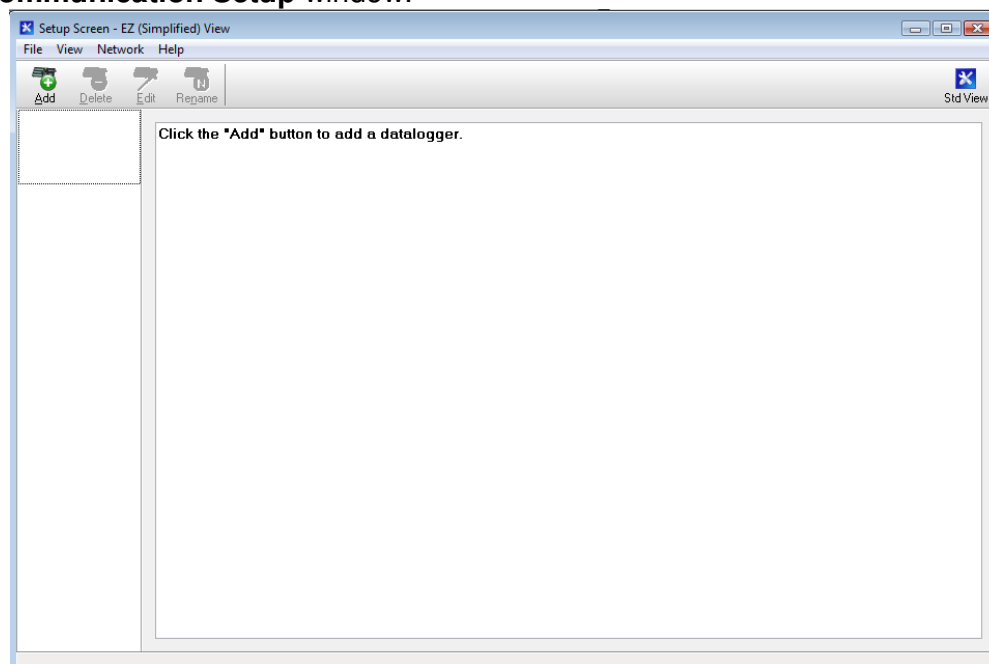 ommunication Setup window.
Setup Screen - EZ (Simplified) View
File View Network Help
Add Delete Edit Rename Std View
Click the "Add" button to add a datalogger.